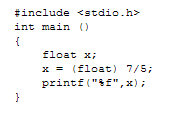 #include <stdio.h>
int main ()
{
    float x;
    x = (float) 7/5;
    printf("%f",x);
}